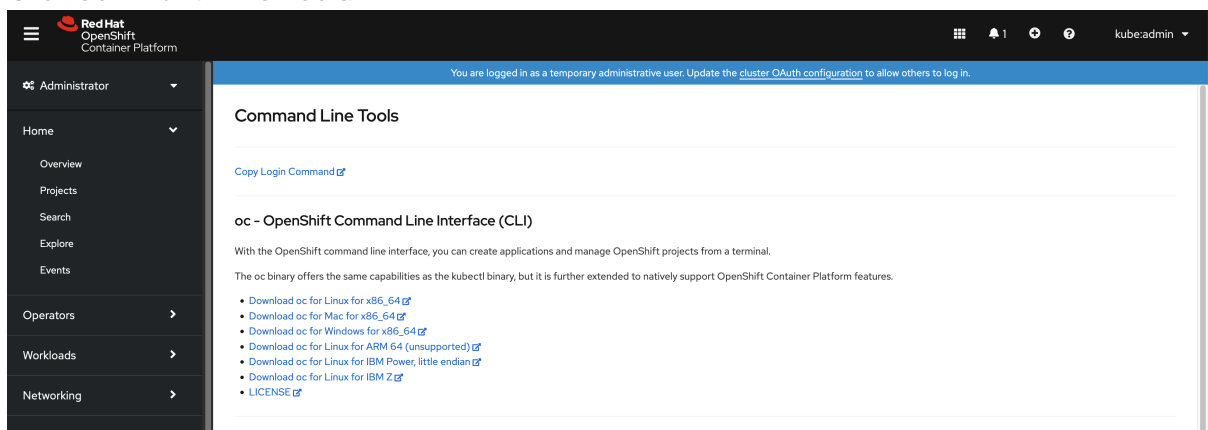 Red Hat
OpenShift
Container Platform
1
kube:admin
You are logged in as a temporary administrative user. Update the cluster OAuth configuration to allow others to log in.
Administrator
Home
Overview
Projects
Search
Explore
Events
Operators
Workloads
Networking
Command Line Tools
Copy Login Command
oc - OpenShift Command Line Interface (CLI)
With the OpenShift command line interface, you can create applications and manage OpenShift projects from a terminal.
The oc binary offers the same capabilities as the kubectl binary, but it is further extended to natively support OpenShift Container Platform features.
• Download oc for Linux for x86_64
• Download oc for Mac for x86_64
• Download oc for Windows for x86_64
• Download oc for Linux for ARM 64 (unsupported)
• Download oc for Linux for IBM Power, little endian
• Download oc for Linux for IBM Z
• LICENSE